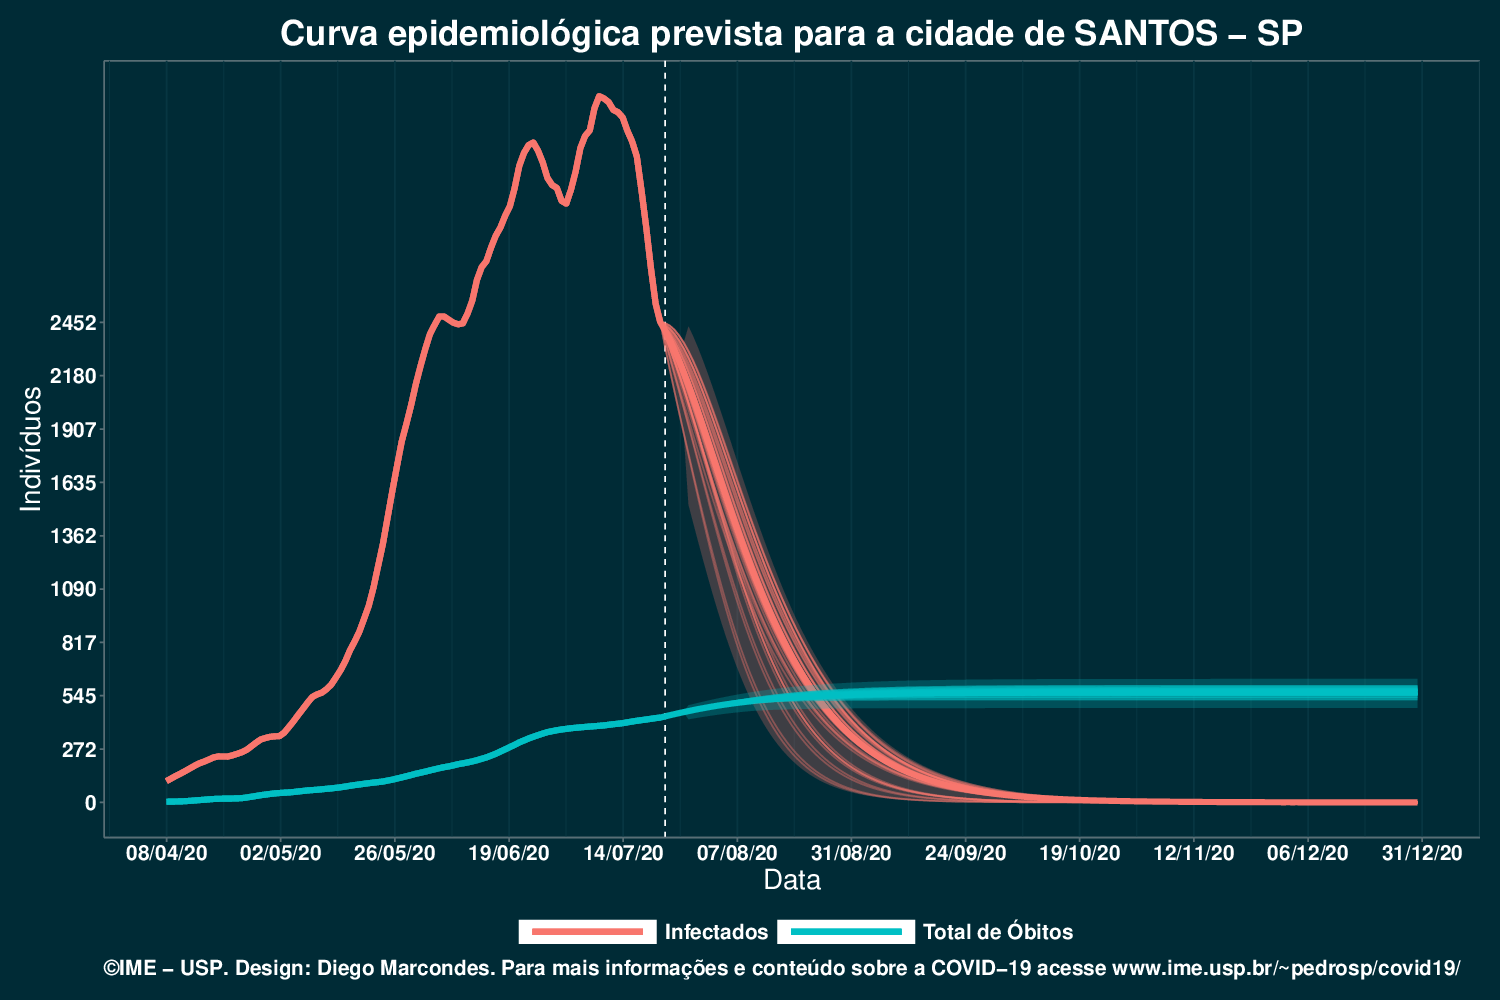 Curva epidemiológica prevista para a cidade de SANTOS – SP
2452
2180
1907
1635
1362
1090
817
545
272
0
Indivíduos
08/04/20 02/05/20 26/05/20 19/06/20 14/07/20 07/08/20 31/08/20 24/09/20 19/10/20 12/11/20 06/12/20 31/12/20
Data
Infectados Total de Óbitos
©IME – USP. Design: Diego Marcondes. Para mais informações e conteúdo sobre a COVID–19 acesse www.ime.usp.br/~pedrosp/covid19/